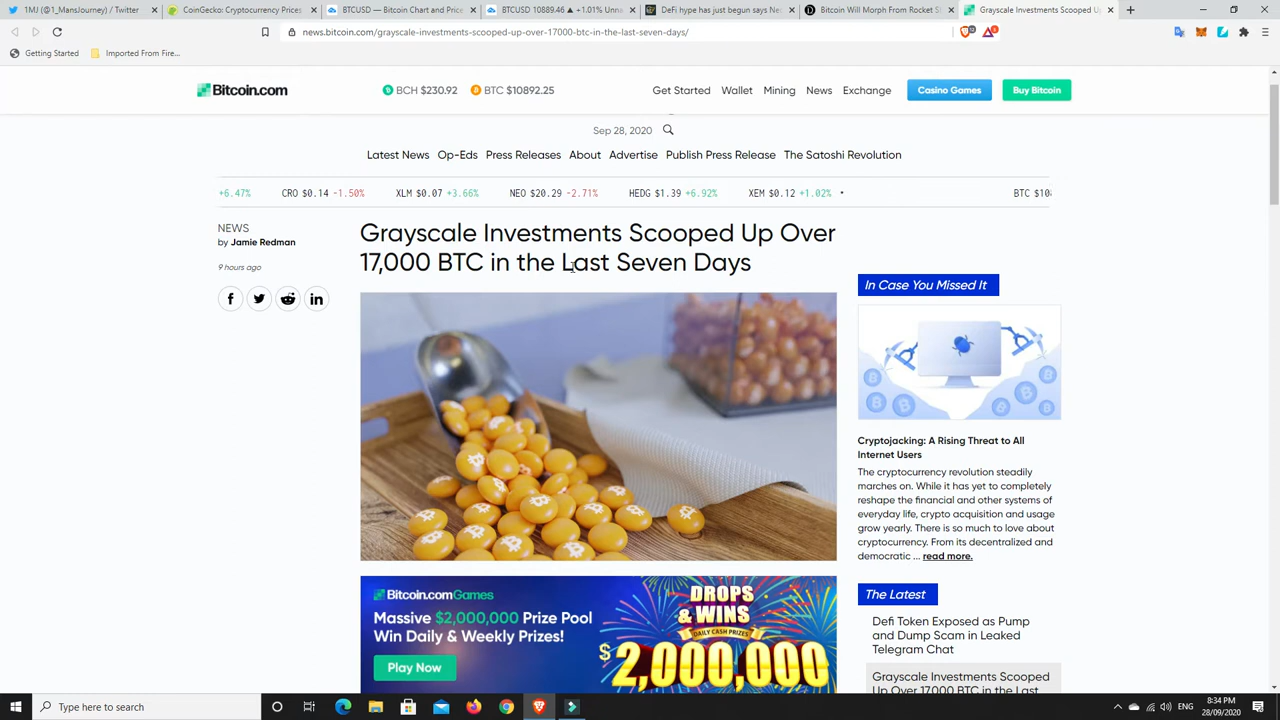 1MJ (@1_MansJourney) / Twitter
CoinGecko: Cryptocurrency Prices
BTCUSD — Bitcoin Chart and Price
BTCUSD 10889.46 ▲ +1.01% Unna
DeFi hype has just begun says Ne
Bitcoin Will Morph From Rocket S
Grayscale Investments Scooped U
news.bitcoin.com/grayscale-investments-scooped-up-over-17000-btc-in-the-last-seven-days/
Getting Started
Imported From Fire...
Bitcoin.com
BCH $230.92
BTC $10892.25
Get Started
Wallet
Mining
News
Exchange
Casino Games
Buy Bitcoin
Sep 28, 2020
Latest News
Op-Eds
Press Releases
About
Advertise
Publish Press Release
The Satoshi Revolution
+6.47%
CRO $0.14 -1.50%
XLM $0.07 +3.66%
NEO $20.29 -2.71%
HEDG $1.39 +6.92%
XEM $0.12 +1.02%
BTC $10
NEWS
by Jamie Redman
9 hours ago
Grayscale Investments Scooped Up Over
17,000 BTC in the Last Seven Days
In Case You Missed It
Cryptojacking: A Rising Threat to All
Internet Users
The cryptocurrency revolution steadily
marches on. While it has yet to completely
reshape the financial and other systems of
everyday life, crypto acquisition and usage
grow yearly. There is so much to love about
cryptocurrency. From its decentralized and
democratic ... read more.
Bitcoin.com Games
Massive $2,000,000 Prize Pool
Win Daily & Weekly Prizes!
Play Now
DROPS
& WINS
DAILY CASH PRIZES
$2,000,000
The Latest
Defi Token Exposed as Pump
and Dump Scam in Leaked
Telegram Chat
Grayscale Investments Scooped
Up Over 17,000 BTC in the Last
Type here to search
ENG
8:34 PM
28/09/2020